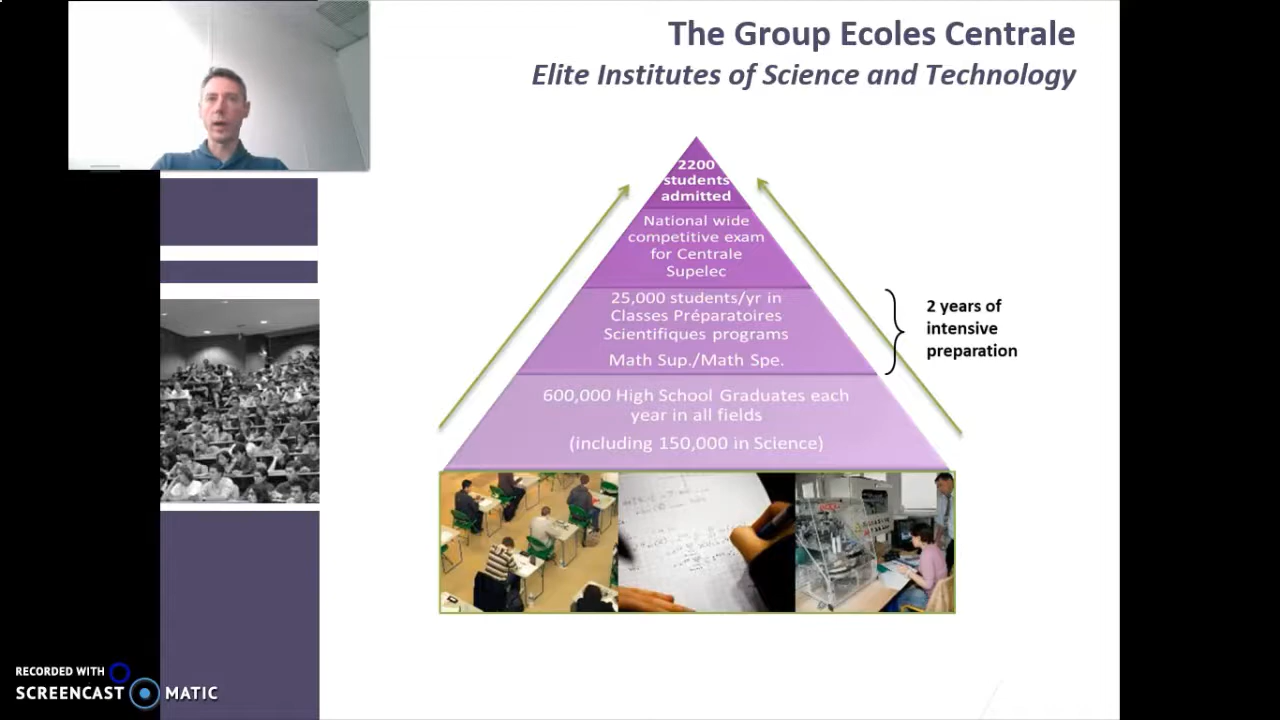 The Group Ecoles Centrale
Elite Institutes of Science and Technology
2200
students
admitted
National wide
competitive exam
for Centrale
Supelec
25,000 students/yr in
Classes Préparatoires
Scientifiques programs
Math Sup./Math Spe.
2 years of
intensive
preparation
600,000 High School Graduates each
year in all fields
(including 150,000 in Science)
RECORDED WITH
SCREENCAST MATIC